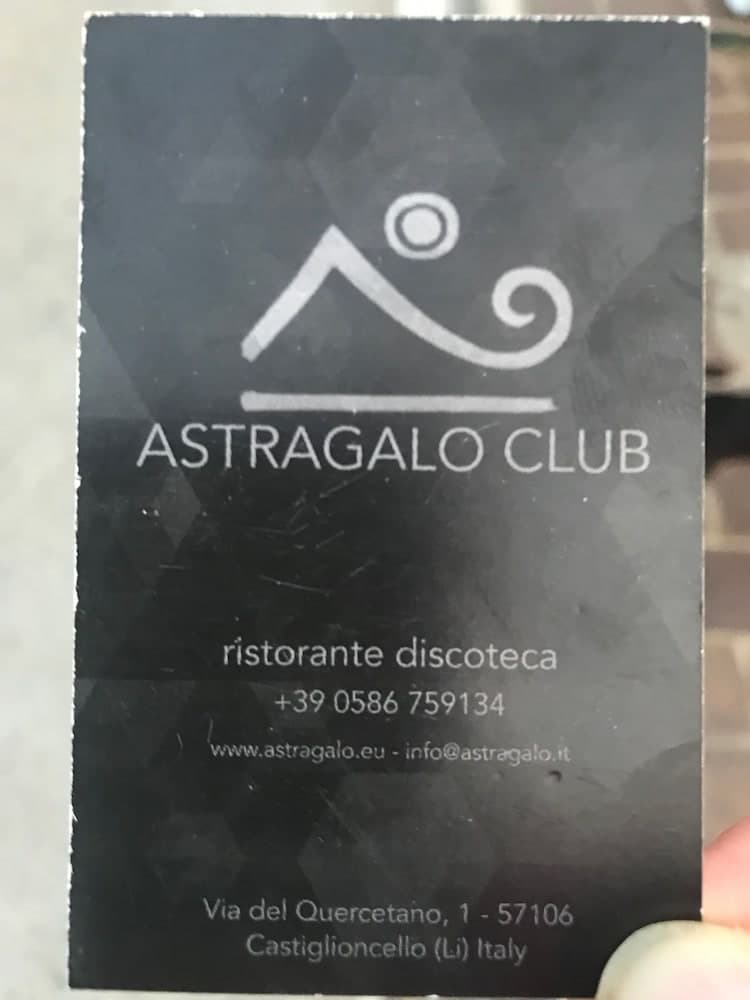 ASTRAGALO CLUB
ristorante discoteca
+39 0586 759134
www.astragalo.eu - info@astragalo.it
Via del Quercetano, 1 - 57106
Castiglioncello (Li) Italy